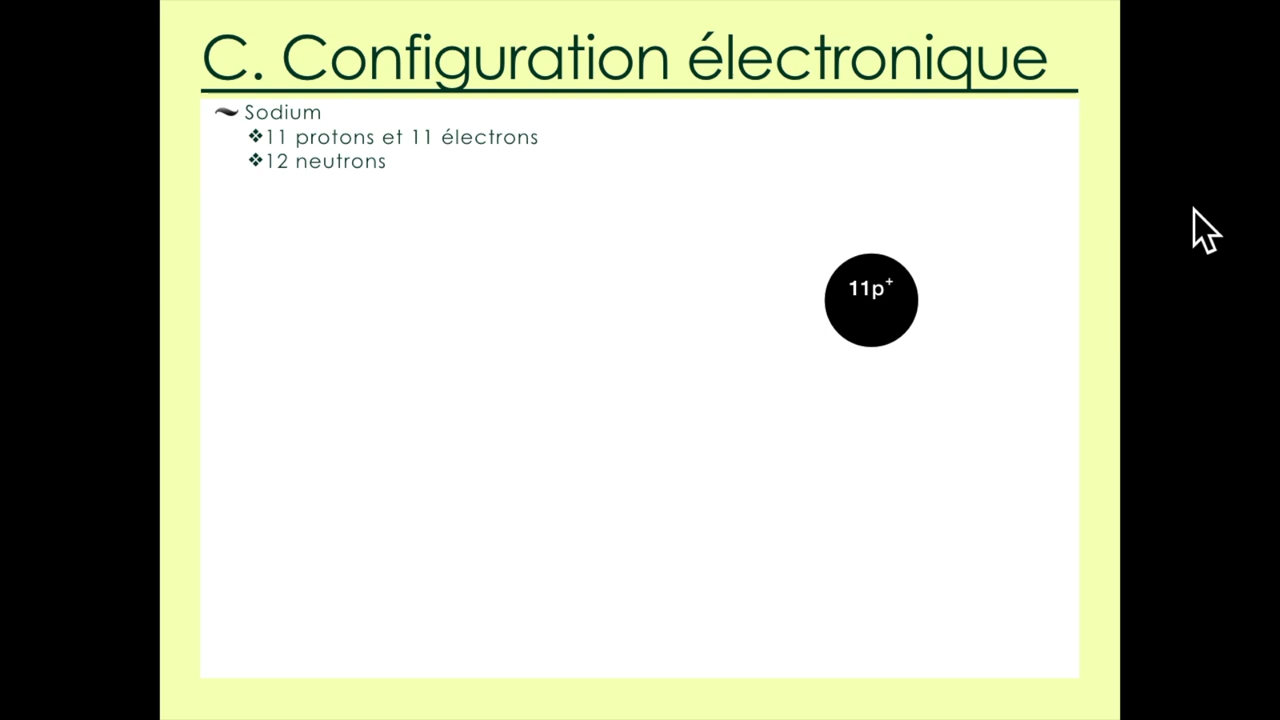 C. Configuration électronique
Sodium
❖11 protons et 11 électrons
❖12 neutrons
11p⁺